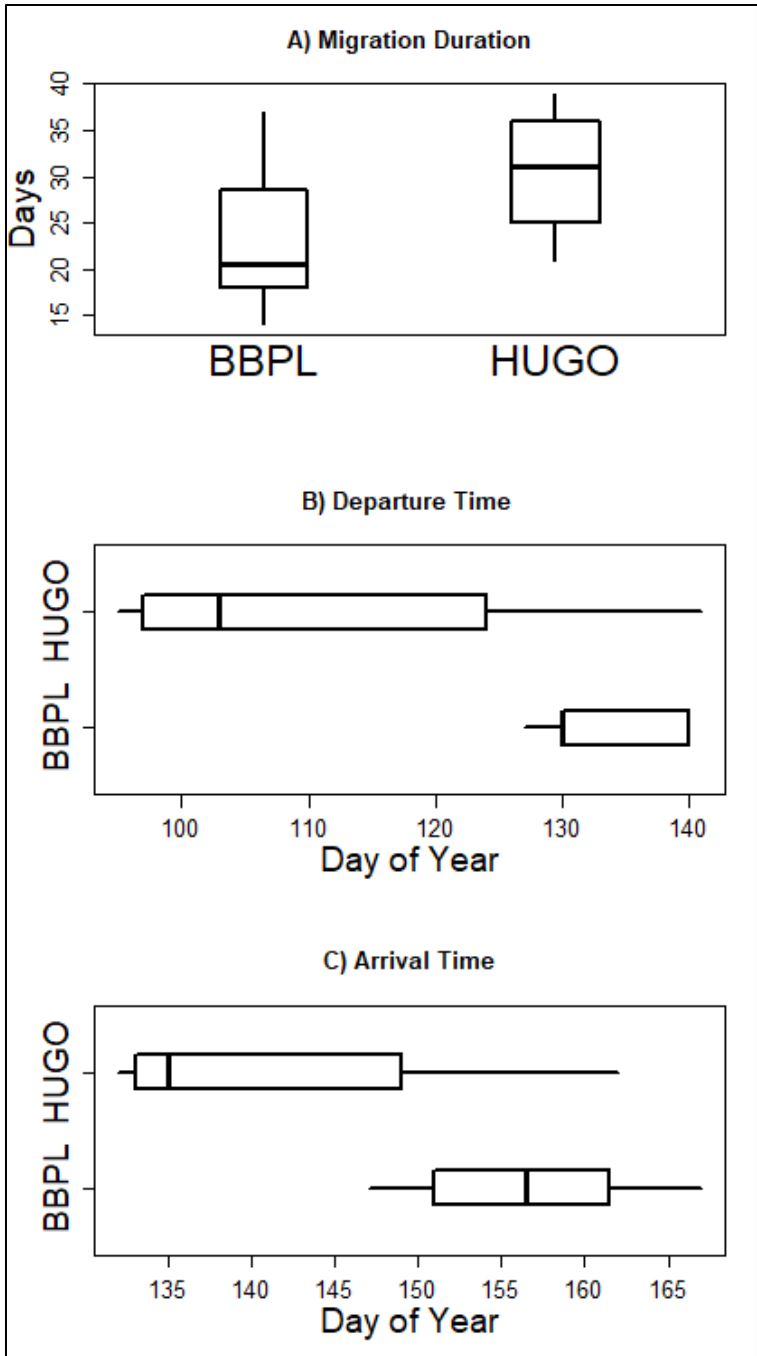 A) Migration Duration
Days
40
35
30
25
20
15
BBPL HUGO
B) Departure Time
HUGO
BBPL
100 110 120 130 140
Day of Year
C) Arrival Time
HUGO
BBPL
135 140 145 150 155 160 165
Day of Year